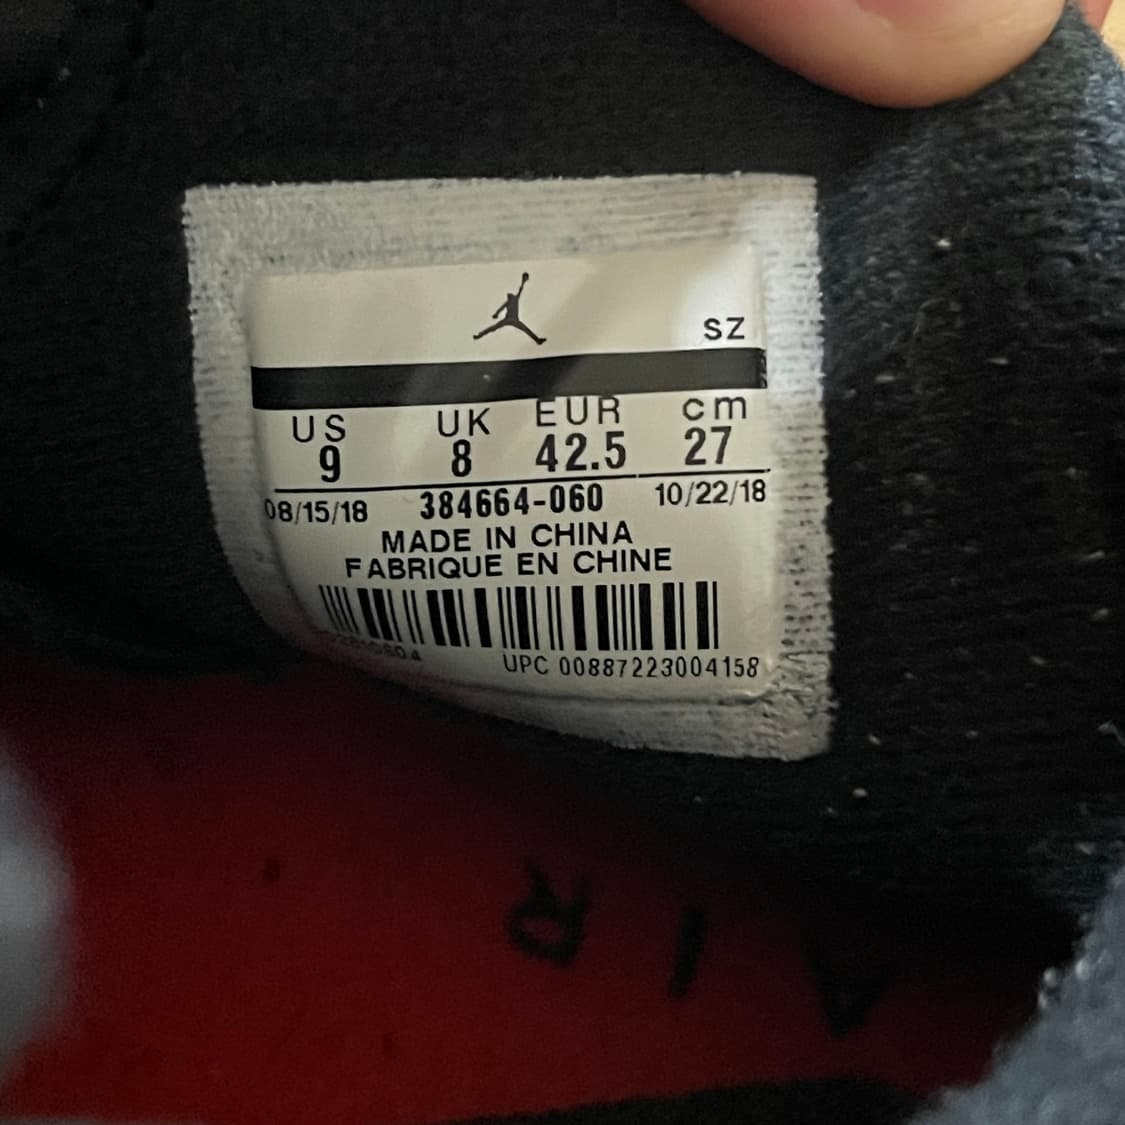 SZ
US UK EUR cm
9 8 42.5 27
08/15/18 384664-060 10/22/18
MADE IN CHINA
FABRIQUE EN CHINE
UPC 00887223004158
AIR